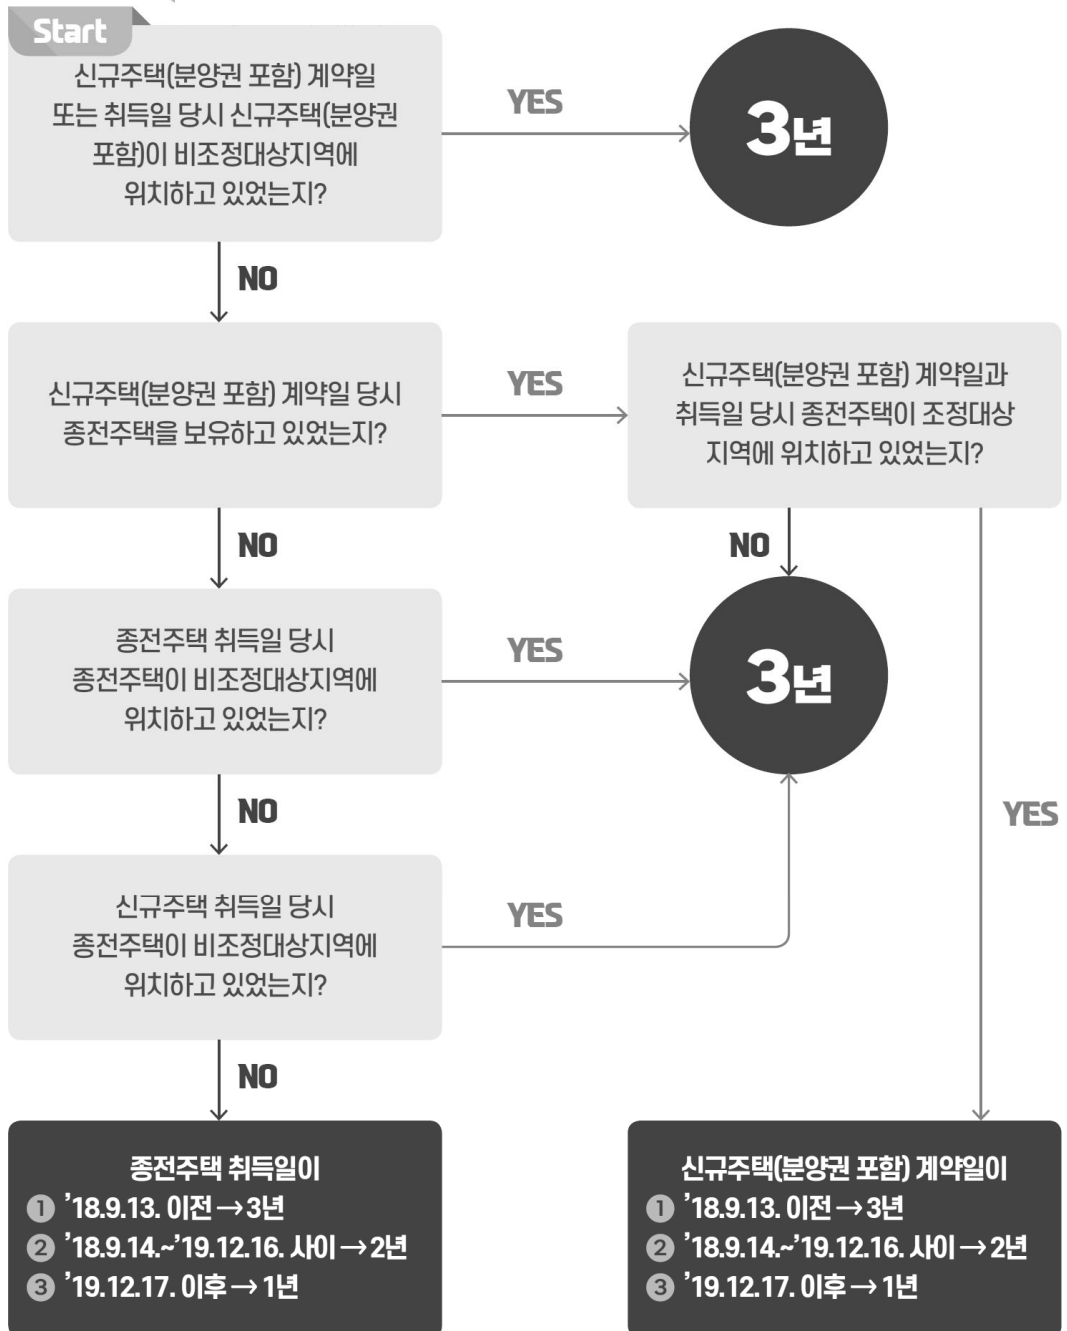 Start
신규주택(분양권 포함) 계약일
또는 취득일 당시 신규주택(분양권
포함)이 비조정대상지역에
위치하고 있었는지?
YES
3년
NO
신규주택(분양권 포함) 계약일 당시
종전주택을 보유하고 있었는지?
YES
신규주택(분양권 포함) 계약일과
취득일 당시 종전주택이 조정대상
지역에 위치하고 있었는지?
NO
NO
종전주택 취득일 당시
종전주택이 비조정대상지역에
위치하고 있었는지?
YES
3년
NO
YES
신규주택 취득일 당시
종전주택이 비조정대상지역에
위치하고 있었는지?
YES
NO
종전주택 취득일이
1 ’18.9.13. 이전 → 3년
2 ’18.9.14.~’19.12.16. 사이 → 2년
3 ’19.12.17. 이후 → 1년
신규주택(분양권 포함) 계약일이
1 ’18.9.13. 이전 → 3년
2 ’18.9.14.~’19.12.16. 사이 → 2년
3 ’19.12.17. 이후 → 1년